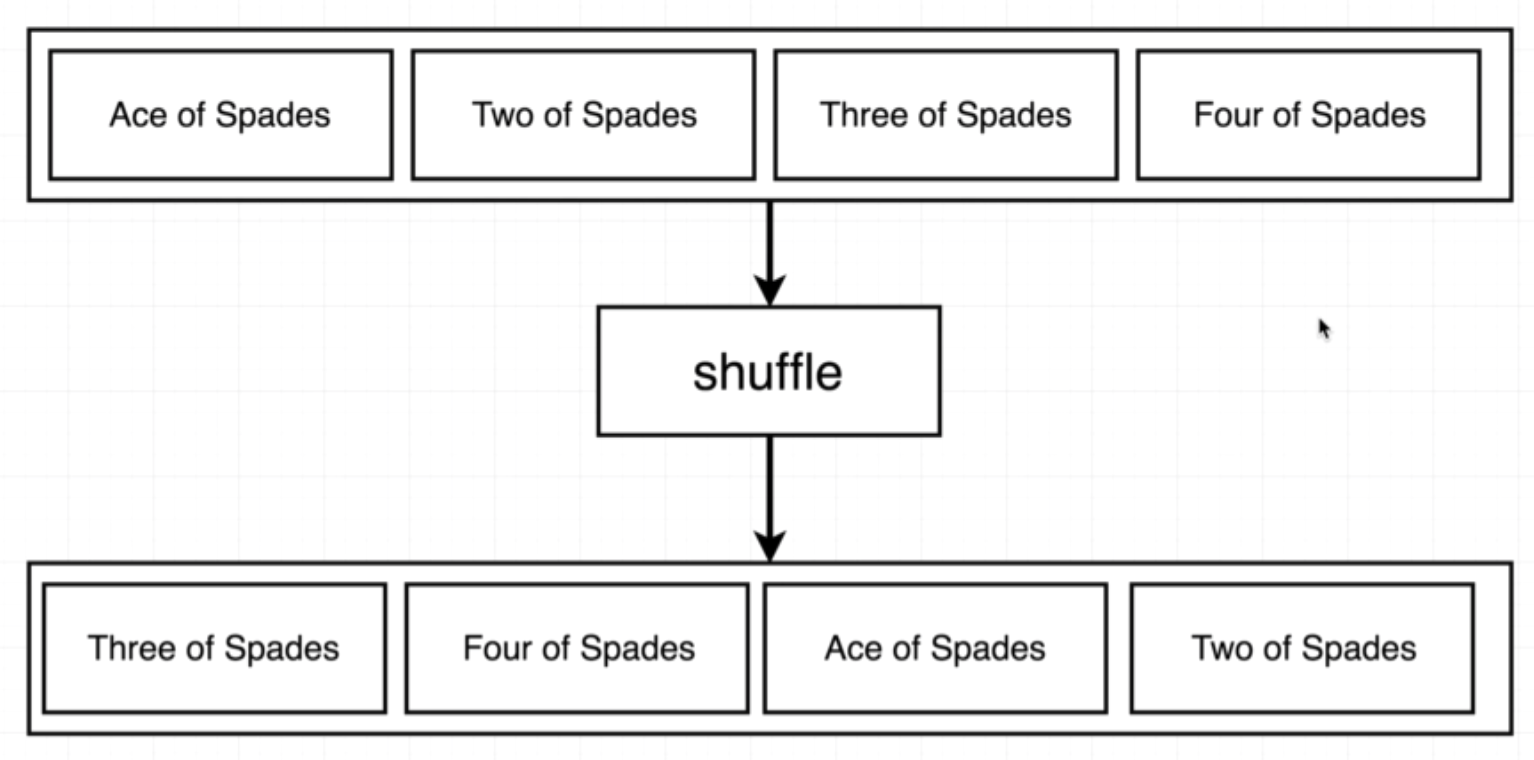 Ace of Spades
Two of Spades
Three of Spades
Four of Spades
shuffle
Three of Spades
Four of Spades
Ace of Spades
Two of Spades